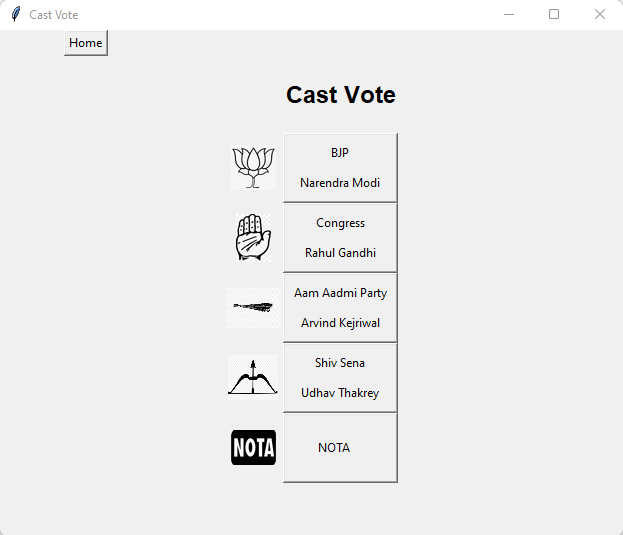 Cast Vote
Home
Cast Vote
BJP
Narendra Modi
Congress
Rahul Gandhi
Aam Aadmi Party
Arvind Kejriwal
Shiv Sena
Udhav Thakrey
NOTA
NOTA